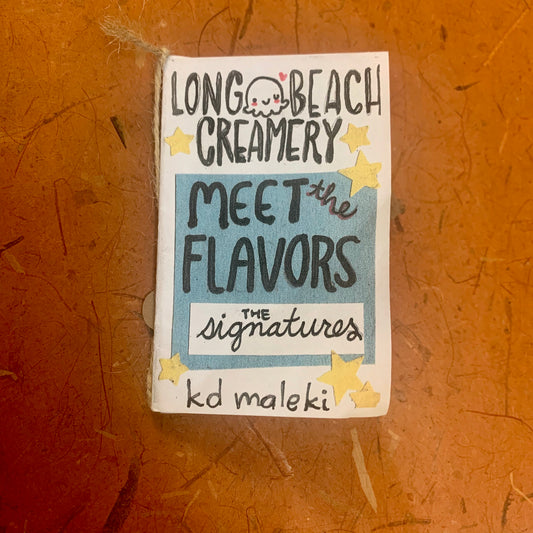 LONG BEACH
CREAMERY
MEET the
FLAVORS
THE
signatures
kd maleki